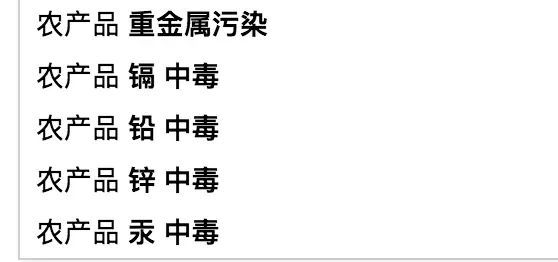 农产品 重金属污染
农产品 镉 中毒
农产品 铅 中毒
农产品 锌 中毒
农产品 汞 中毒